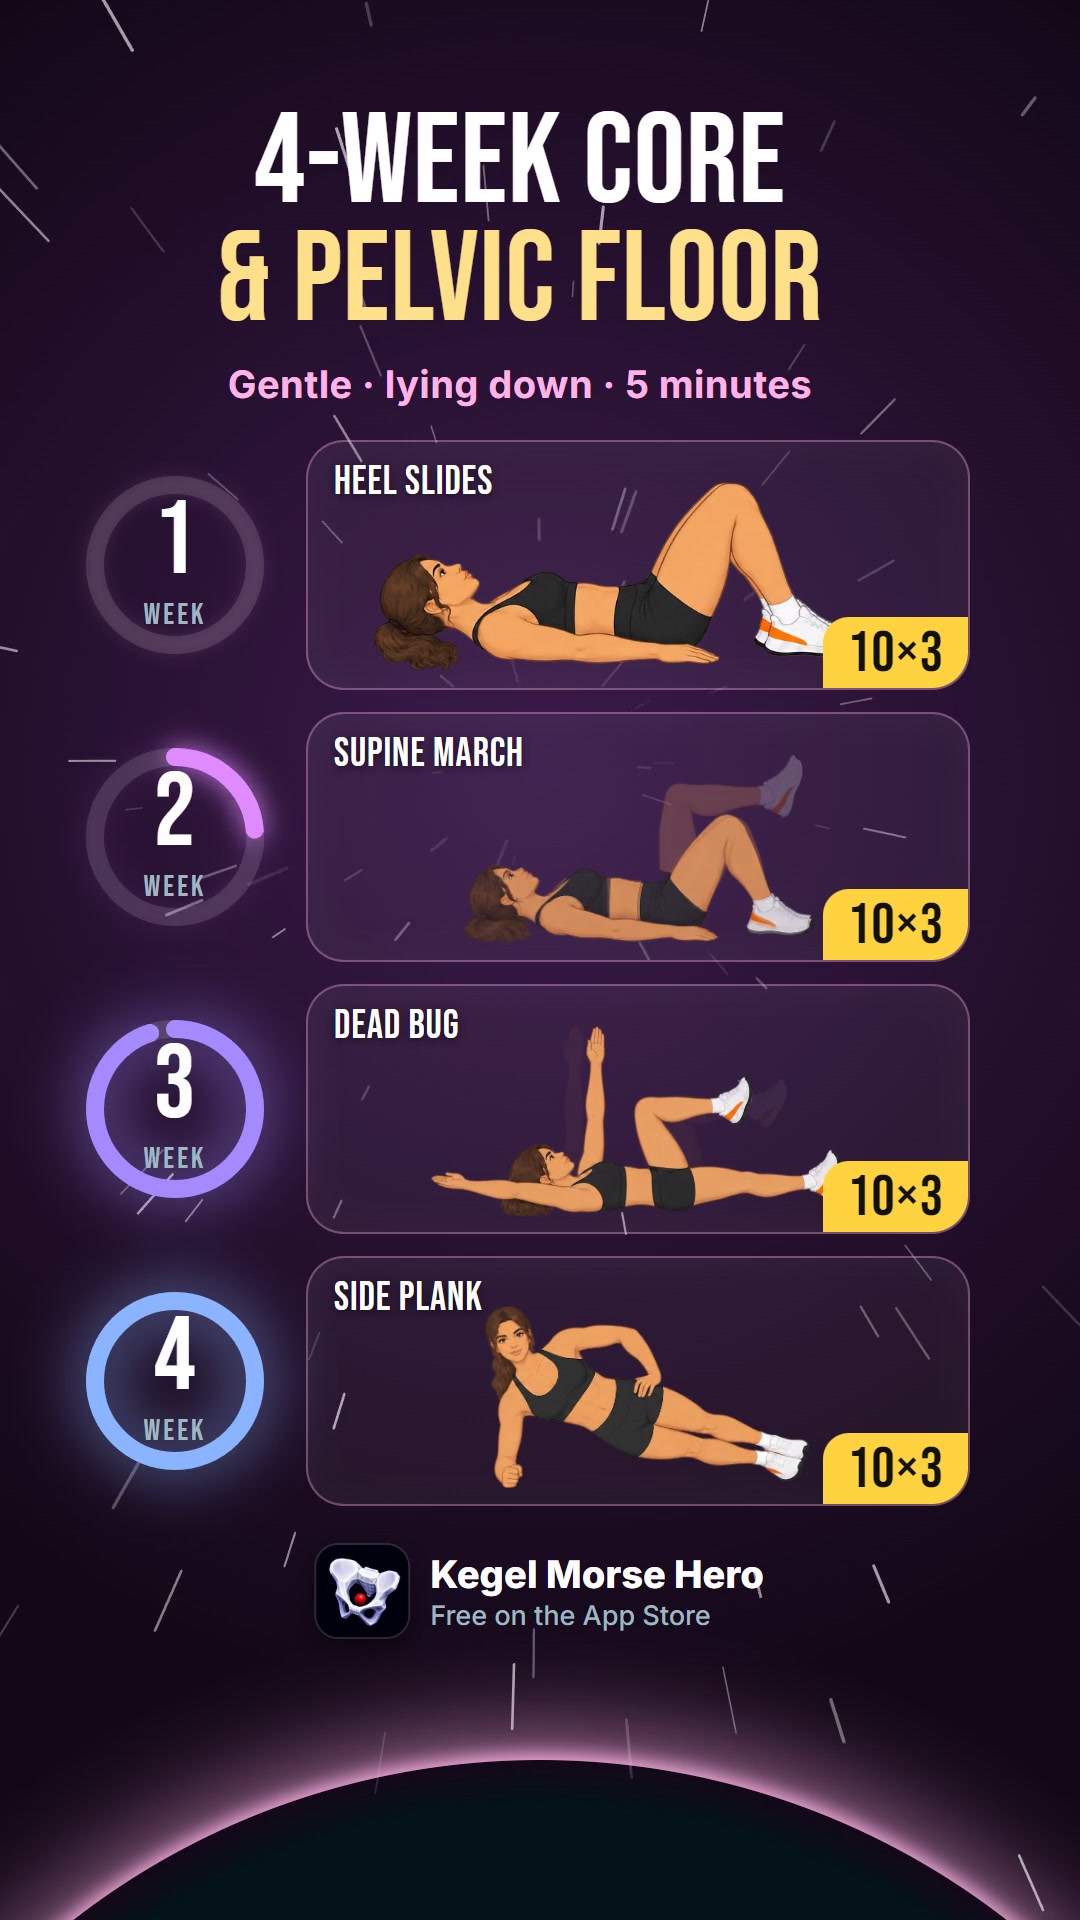 4-WEEK CORE
& PELVIC FLOOR
Gentle · lying down · 5 minutes
1
WEEK
HEEL SLIDES
10×3
2
WEEK
SUPINE MARCH
10×3
3
WEEK
DEAD BUG
10×3
4
WEEK
SIDE PLANK
10×3
Kegel Morse Hero
Free on the App Store